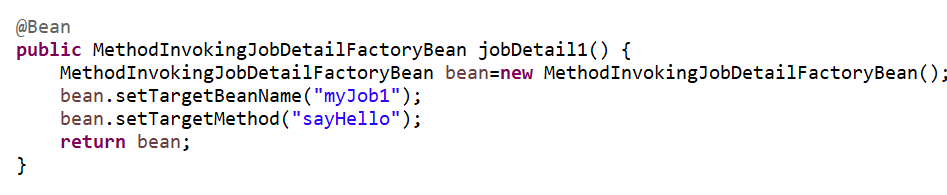 @Bean
public MethodInvokingJobDetailFactoryBean jobDetail1() {
    MethodInvokingJobDetailFactoryBean bean=new MethodInvokingJobDetailFactoryBean();
    bean.setTargetBeanName("myJob1");
    bean.setTargetMethod("sayHello");
    return bean;
}